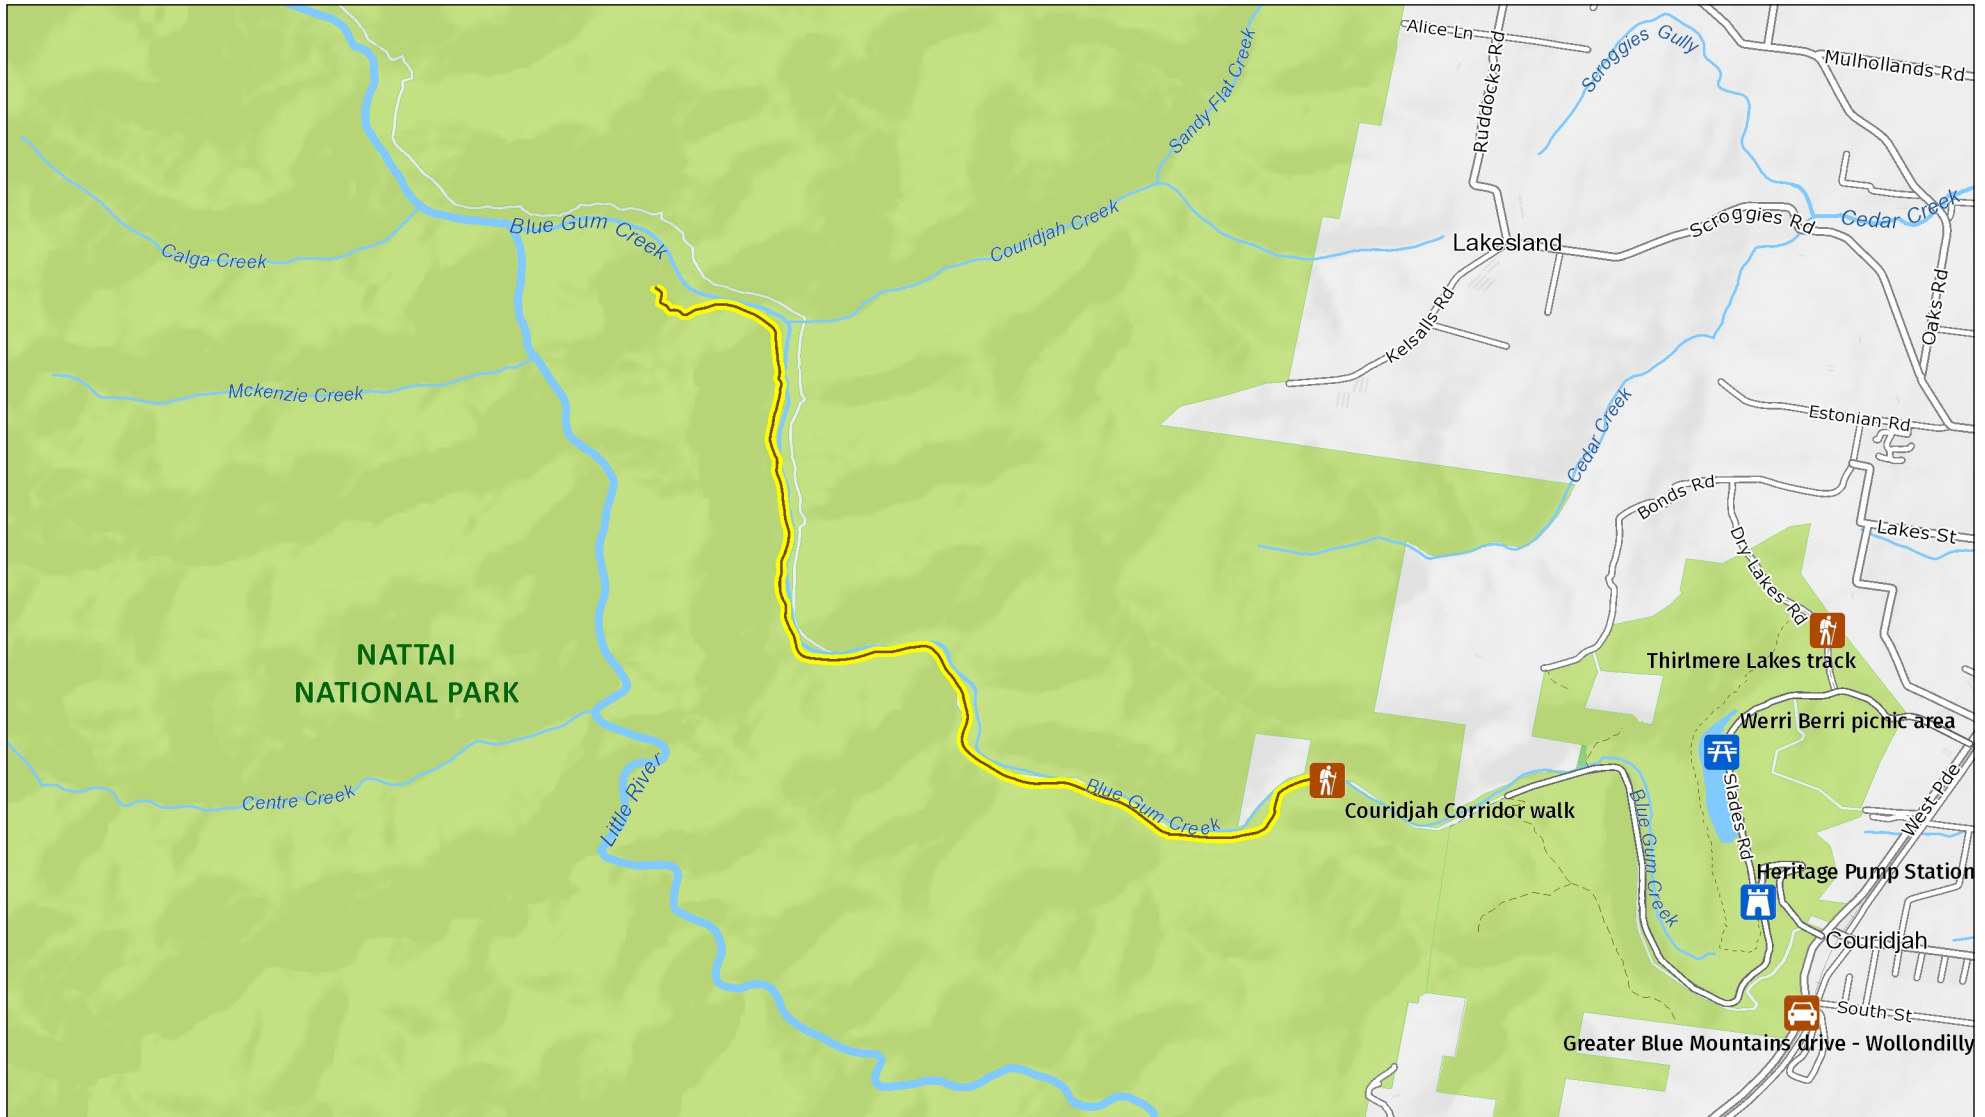 Alice Ln
Ruddocks Rd
Scroggies Gully
Mulhollands Rd
Sandy Flat Creek
Blue Gum Creek
Couridjah Creek
Calga Creek
Lakesland
Scroggies Rd
Cedar Creek
Oaks Rd
Kelsalls Rd
Mckenzie Creek
Cedar Creek
Estonian Rd
Bonds Rd
Lakes St
Dry Lakes Rd
NATTAI
NATIONAL PARK
Thirlmere Lakes track
Werri Berri picnic area
Centre Creek
Little River
Blue Gum Creek
Couridjah Corridor walk
Blue Gum Creek
Slades Rd
West Pde
Heritage Pump Station
Couridjah
South St
Greater Blue Mountains drive - Wollondilly